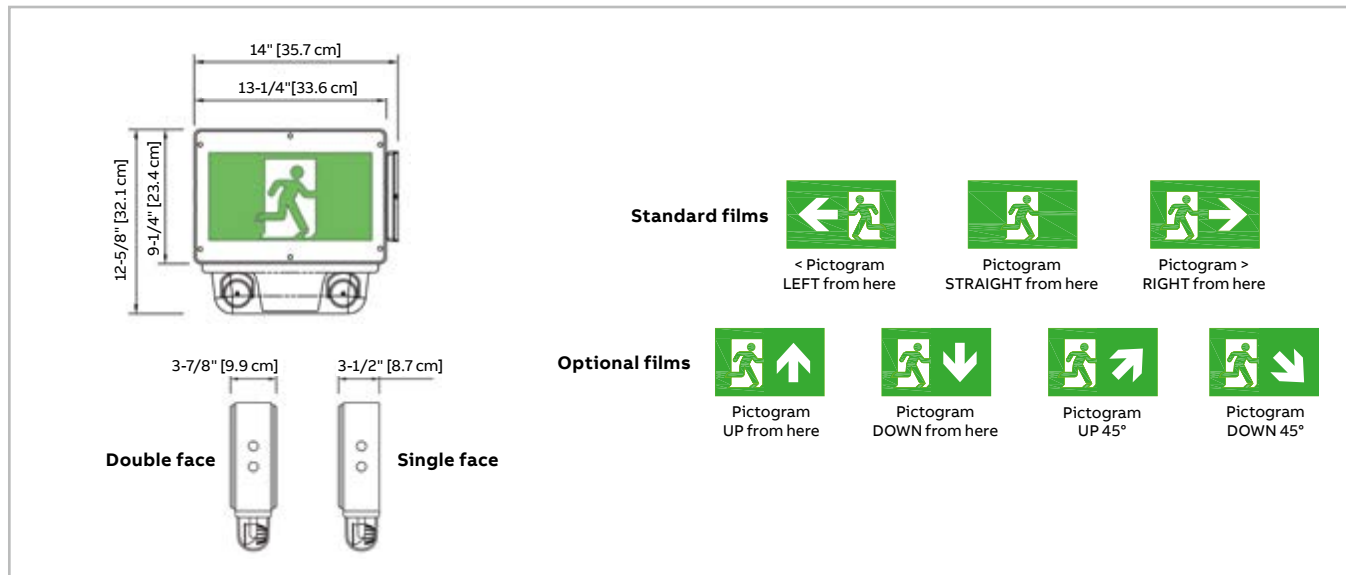 14" [35.7 cm]
13-1/4"[33.6 cm]
12-5/8" [32.1 cm]
9-1/4" [23.4 cm]
3-7/8" [9.9 cm]
3-1/2" [8.7 cm]
Double face
Single face
Standard films
< Pictogram
LEFT from here
Pictogram
STRAIGHT from here
Pictogram >
RIGHT from here
Optional films
Pictogram
UP from here
Pictogram
DOWN from here
Pictogram
UP 45°
Pictogram
DOWN 45°